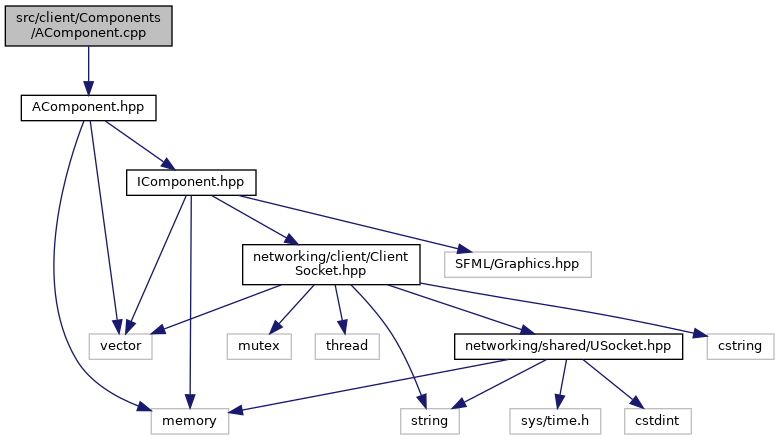 src/client/Components
/AComponent.cpp
AComponent.hpp
IComponent.hpp
networking/client/Client
Socket.hpp
SFML/Graphics.hpp
vector
mutex
thread
networking/shared/USocket.hpp
cstring
memory
string
sys/time.h
cstdint